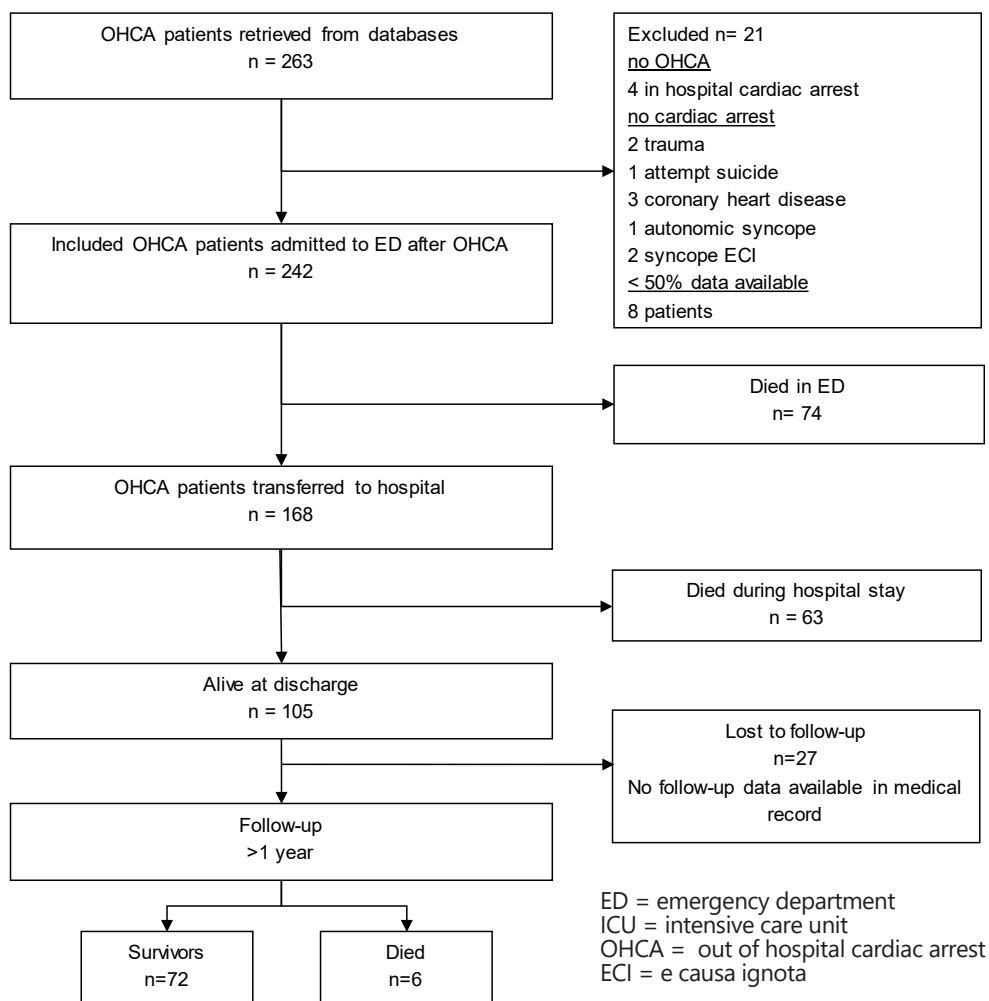 OHCA patients retrieved from databases
n = 263
Excluded n= 21
no OHCA
4 in hospital cardiac arrest
no cardiac arrest
2 trauma
1 attempt suicide
3 coronary heart disease
1 autonomic syncope
2 syncope ECI
< 50% data available
8 patients
Included OHCA patients admitted to ED after OHCA
n = 242
Died in ED
n= 74
OHCA patients transferred to hospital
n = 168
Died during hospital stay
n = 63
Alive at discharge
n = 105
Lost to follow-up
n=27
No follow-up data available in medical
record
Follow-up
>1 year
Survivors
n=72
Died
n=6
ED = emergency department
ICU = intensive care unit
OHCA = out of hospital cardiac arrest
ECI = e causa ignota